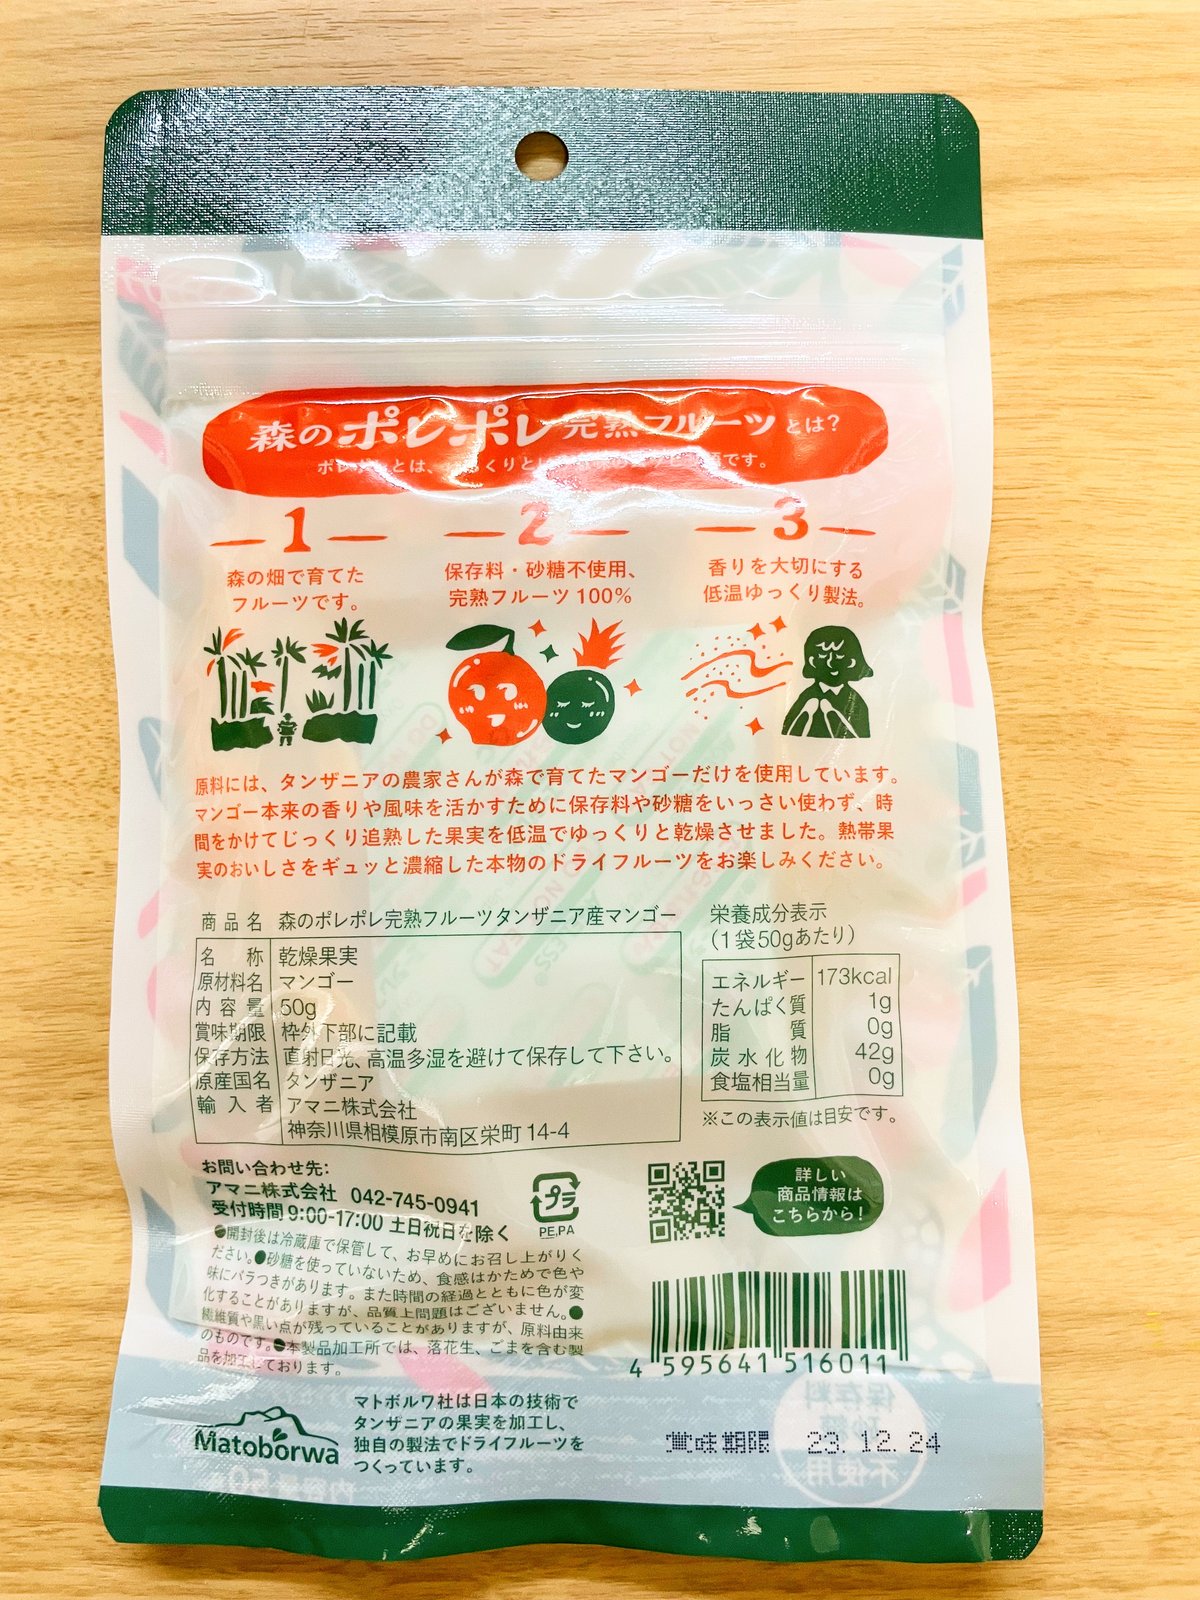 森のポレポレ完熟フルーツとは?
ポレポレとは、ゆっくりと
です。
1
森の畑で育てた
フルーツです。
2
保存料・砂糖不使用、
完熟フルーツ100%
3
香りを大切にする
低温ゆっくり製法。
原料には、タンザニアの農家さんが森で育てたマンゴーだけを使用しています。
マンゴー本来の香りや風味を活かすために保存料や砂糖をいっさい使わず、時
間をかけてじっくり追熟した果実を低温でゆっくりと乾燥させました。熱帯果
実のおいしさをギュッと濃縮した本物のドライフルーツをお楽しみください。
商品名 森のポレポレ完熟フルーツタンザニア産マンゴー
名称 乾燥果実
原材料名 マンゴー
内容量 50g
賞味期限 枠外下部に記載
保存方法 直射日光、高温多湿を避けて保存して下さい。
原産国名 タンザニア
輸入者 アマニ株式会社
神奈川県相模原市南区栄町14-4
栄養成分表示
(1袋50gあたり)
エネルギー 173kcal
たんぱく質 1g
脂質 0g
炭水化物 42g
食塩相当量 0g
※この表示値は目安です。
お問い合わせ先:
アマニ株式会社 042-745-0941
受付時間9:00-17:00 土日祝日を除く
プラ
PE,PA
詳しい
商品情報は
こちらから!
●開封後は冷蔵庫で保管して、お早めにお召し上がりく
ださい。●砂糖を使っていないため、食感はかためで色や
味にバラつきがあります。また時間の経過とともに色が変
化することがありますが、品質上問題はございません。●
繊維質や黒い点が残っていることがありますが、原料由来
のものです。●本製品加工所では、落花生、ごまを含む製
品を加工しております。
4 595641 516011
Matoborwa
マトボルワ社は日本の技術で
タンザニアの果実を加工し、
独自の製法でドライフルーツを
つくっています。
賞味期限 23.12.24